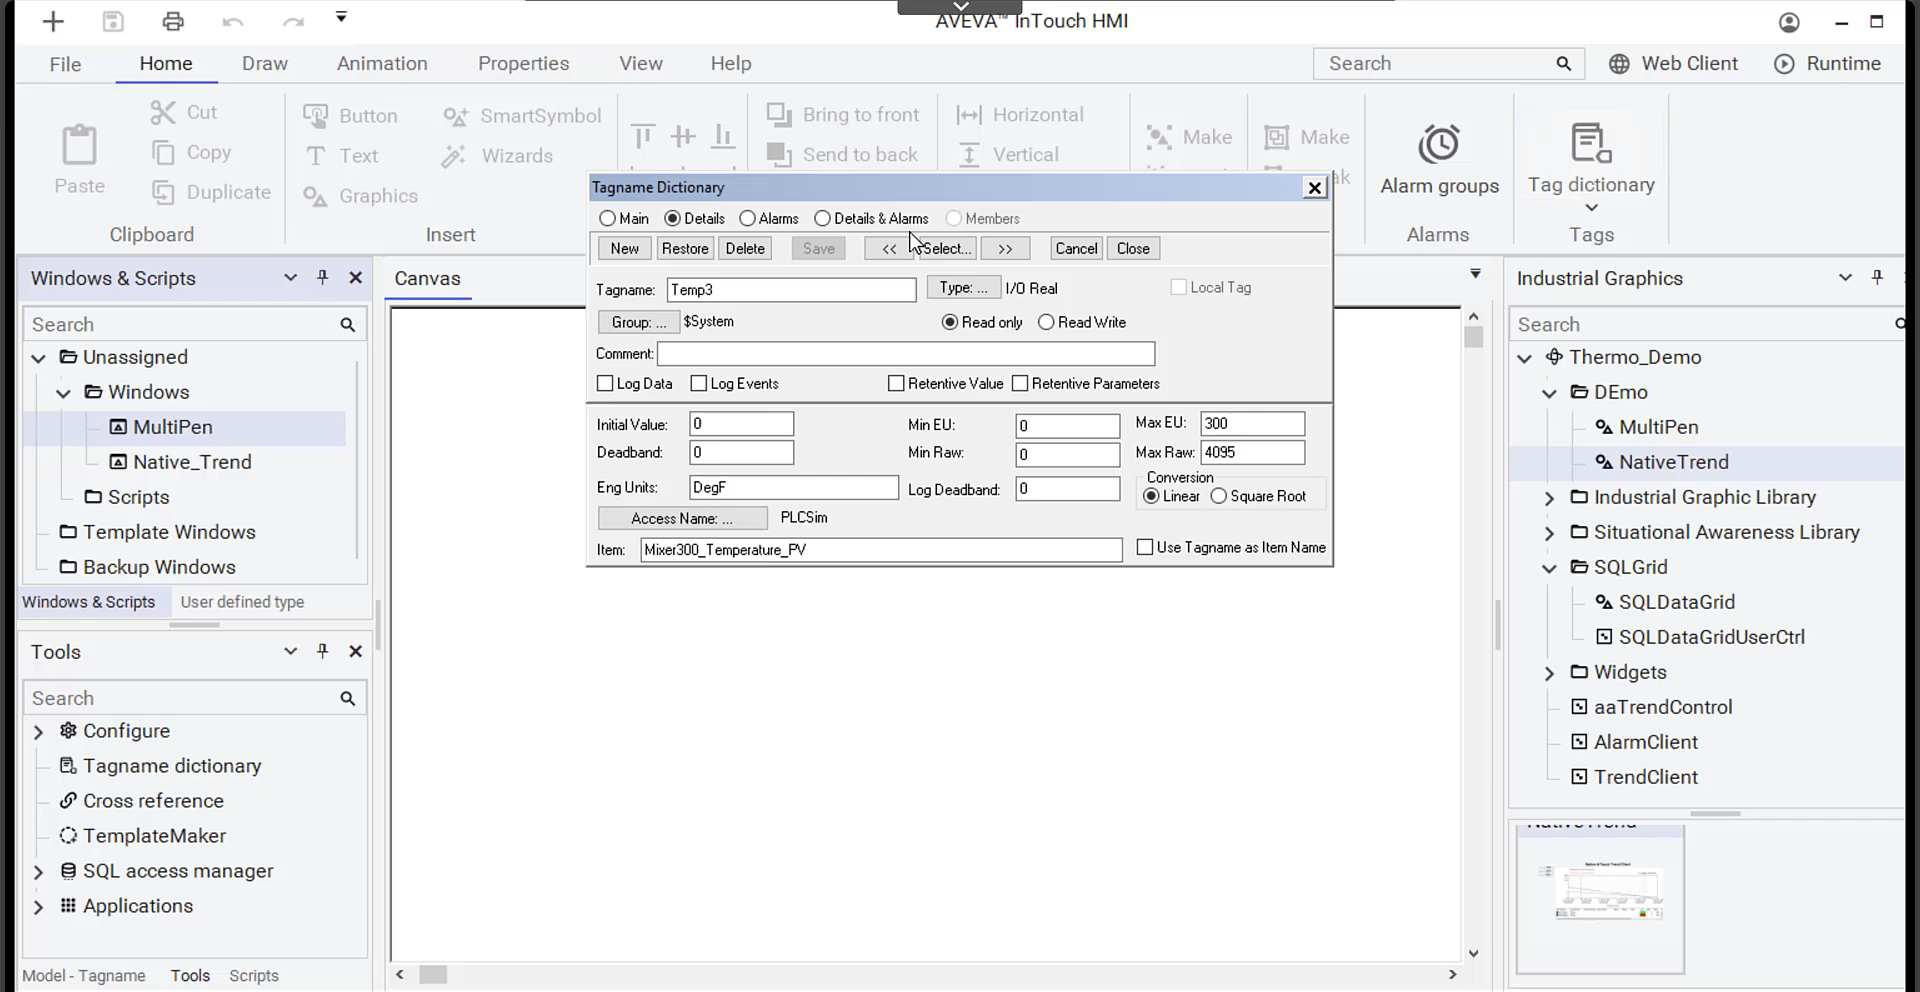 AVEVA™ InTouch HMI
File Home Draw Animation Properties View Help Search Web Client Runtime
Paste Cut Copy Duplicate
Clipboard
Button Text Graphics SmartSymbol Wizards
Insert
Bring to front
Send to back
Horizontal
Vertical
Make
Make
Alarm groups
Alarms
Tag dictionary
Tags
Tagname Dictionary
Main Details Alarms Details & Alarms Members
New Restore Delete Save << Select... >> Cancel Close
Tagname: Temp3 Type: ... I/O Real Local Tag
Group: ... $System Read only Read Write
Comment:
Log Data Log Events Retentive Value Retentive Parameters
Initial Value: 0 Min EU: 0 Max EU: 300
Deadband: 0 Min Raw: 0 Max Raw: 4095
Eng Units: DegF Log Deadband: 0 Conversion
Linear Square Root
Access Name: ... PLCSim
Item: Mixer300_Temperature_PV Use Tagname as Item Name
Windows & Scripts
Search
Unassigned
Windows
MultiPen
Native_Trend
Scripts
Template Windows
Backup Windows
Windows & Scripts User defined type
Tools
Search
Configure
Tagname dictionary
Cross reference
TemplateMaker
SQL access manager
Applications
Model - Tagname Tools Scripts
Canvas
Industrial Graphics
Search
Thermo_Demo
DEmo
MultiPen
NativeTrend
Industrial Graphic Library
Situational Awareness Library
SQLGrid
SQLDataGrid
SQLDataGridUserCtrl
Widgets
aaTrendControl
AlarmClient
TrendClient